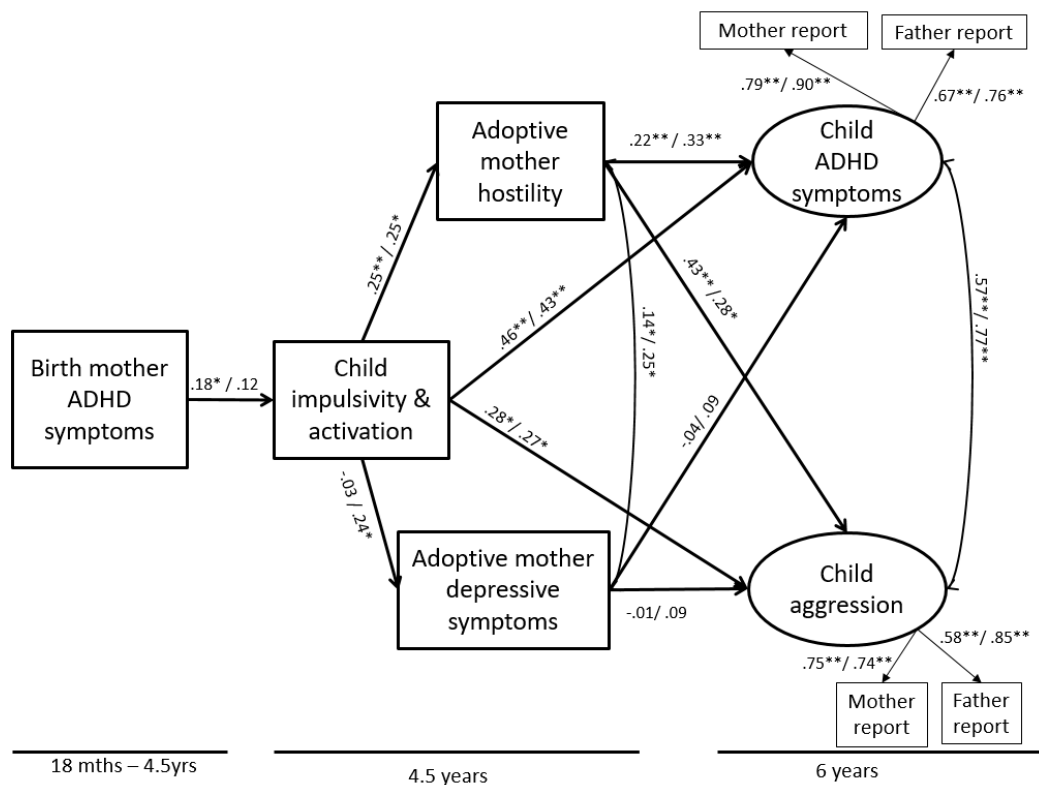 Mother report
Father report
.79**/ .90**
.67**/ .76**
Adoptive
mother
hostility
.22** / .33**
Child
ADHD
symptoms
.25** / .25*
.46**/ .43**
.43**/.28*
.14*/ .25*
.57**/ .77**
Birth mother
ADHD
symptoms
.18* / .12
Child
impulsivity &
activation
.28*/ .27*
-.04/ .09
-.03 / .24*
Adoptive mother
depressive
symptoms
-.01/ .09
Child
aggression
.75**/ .74**
.58**/ .85**
Mother
report
Father
report
18 mths – 4.5yrs
4.5 years
6 years